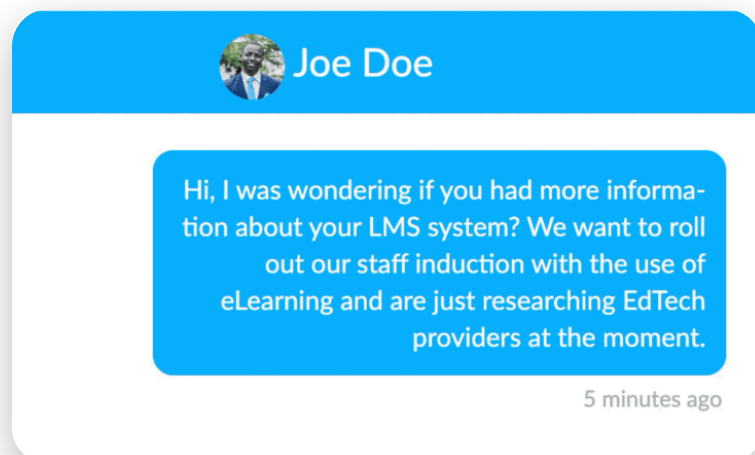 Joe Doe
Hi, I was wondering if you had more informa-
tion about your LMS system? We want to roll
out our staff induction with the use of
eLearning and are just researching EdTech
providers at the moment.
5 minutes ago